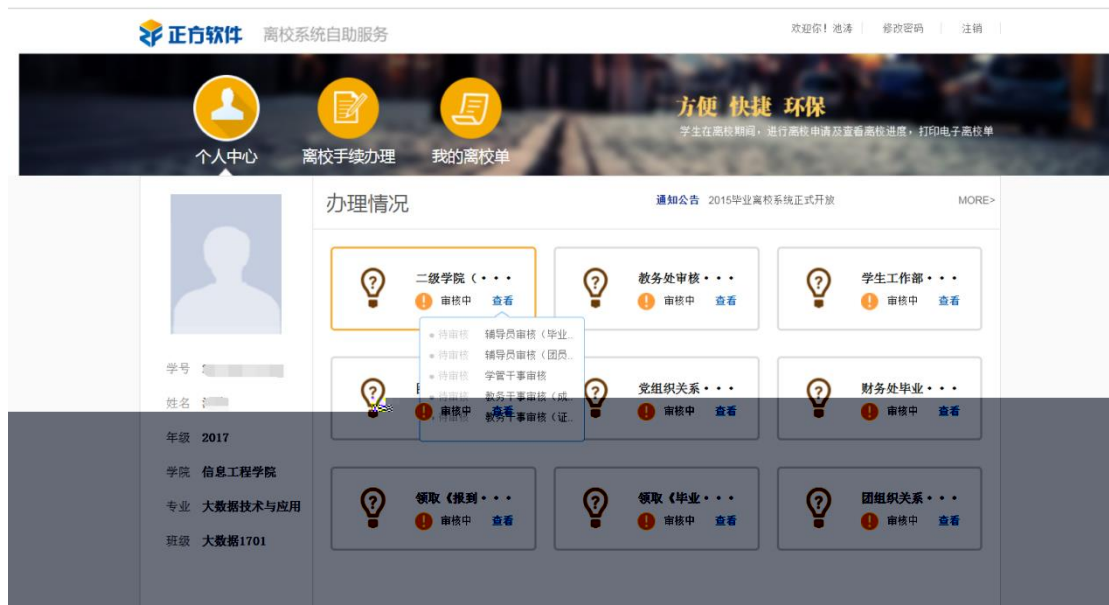 正方软件 离校系统自助服务 欢迎你！池涛 修改密码 注销
方便 快捷 环保
学生在离校期间，进行离校申请及查看离校进度，打印电子离校单
个人中心 离校手续办理 我的离校单
办理情况 通知公告 2015毕业离校系统正式开放 MORE>
二级学院（··· 教务处审核··· 学生工作部···
审核中 查看 审核中 查看 审核中 查看
待审核 辅导员审核（毕业..
待审核 辅导员审核（团员..
待审核 学管干事审核
待审核 教务干事审核（成..
待审核 教务干事审核（证..
党组织关系··· 财务处毕业···
审核中 查看 审核中 查看 审核中 查看
领取《报到··· 领取《毕业··· 团组织关系···
审核中 查看 审核中 查看 审核中 查看
学号
姓名
年级 2017
学院 信息工程学院
专业 大数据技术与应用
班级 大数据1701